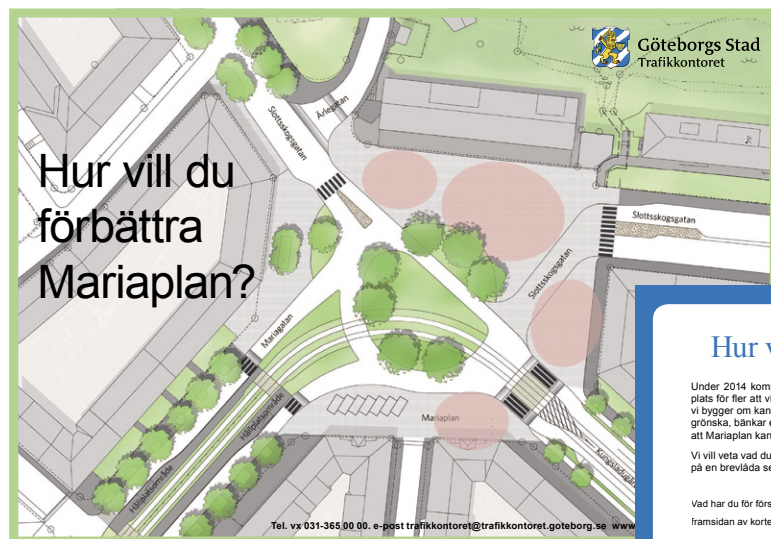 Göteborgs Stad
Trafikkontoret
Hur vill du
förbättra
Mariaplan?
Slottsskogsgatan
Ärlegatan
Slottsskogsgatan
Slottsskogsgatan
Mariagatan
Hållplatsområde
Hållplatsområde
Mariaplan
Tel. vx 031-365 00 00. e-post trafikkontoret@trafikkontoret.goteborg.se www
Hur v
Under 2014 kom
plats för fler att vi
vi bygger om kan
grönska, bänkar e
att Mariaplan kan
Vi vill veta vad du
på en brevlåda se
Vad har du för förs
framsidan av korte